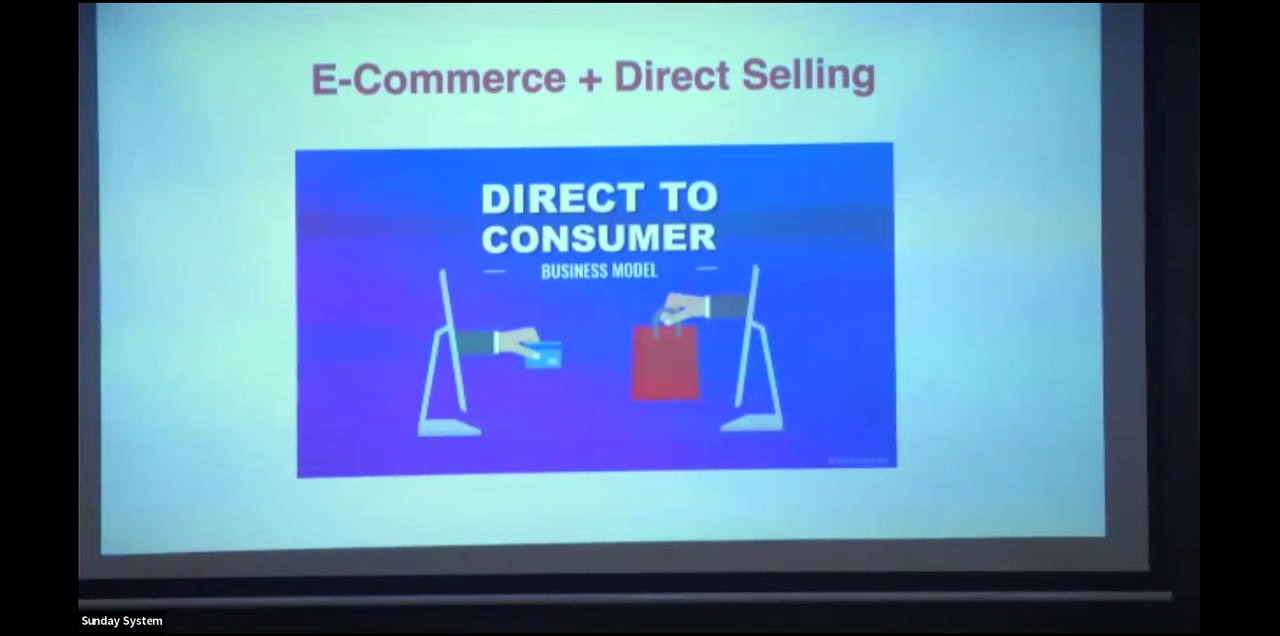 E-Commerce + Direct Selling
DIRECT TO
CONSUMER
BUSINESS MODEL
Sunday System